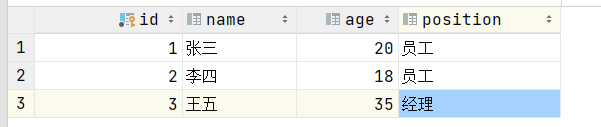 id name age position
1 1 张三 20 员工
2 2 李四 18 员工
3 3 王五 35 经理